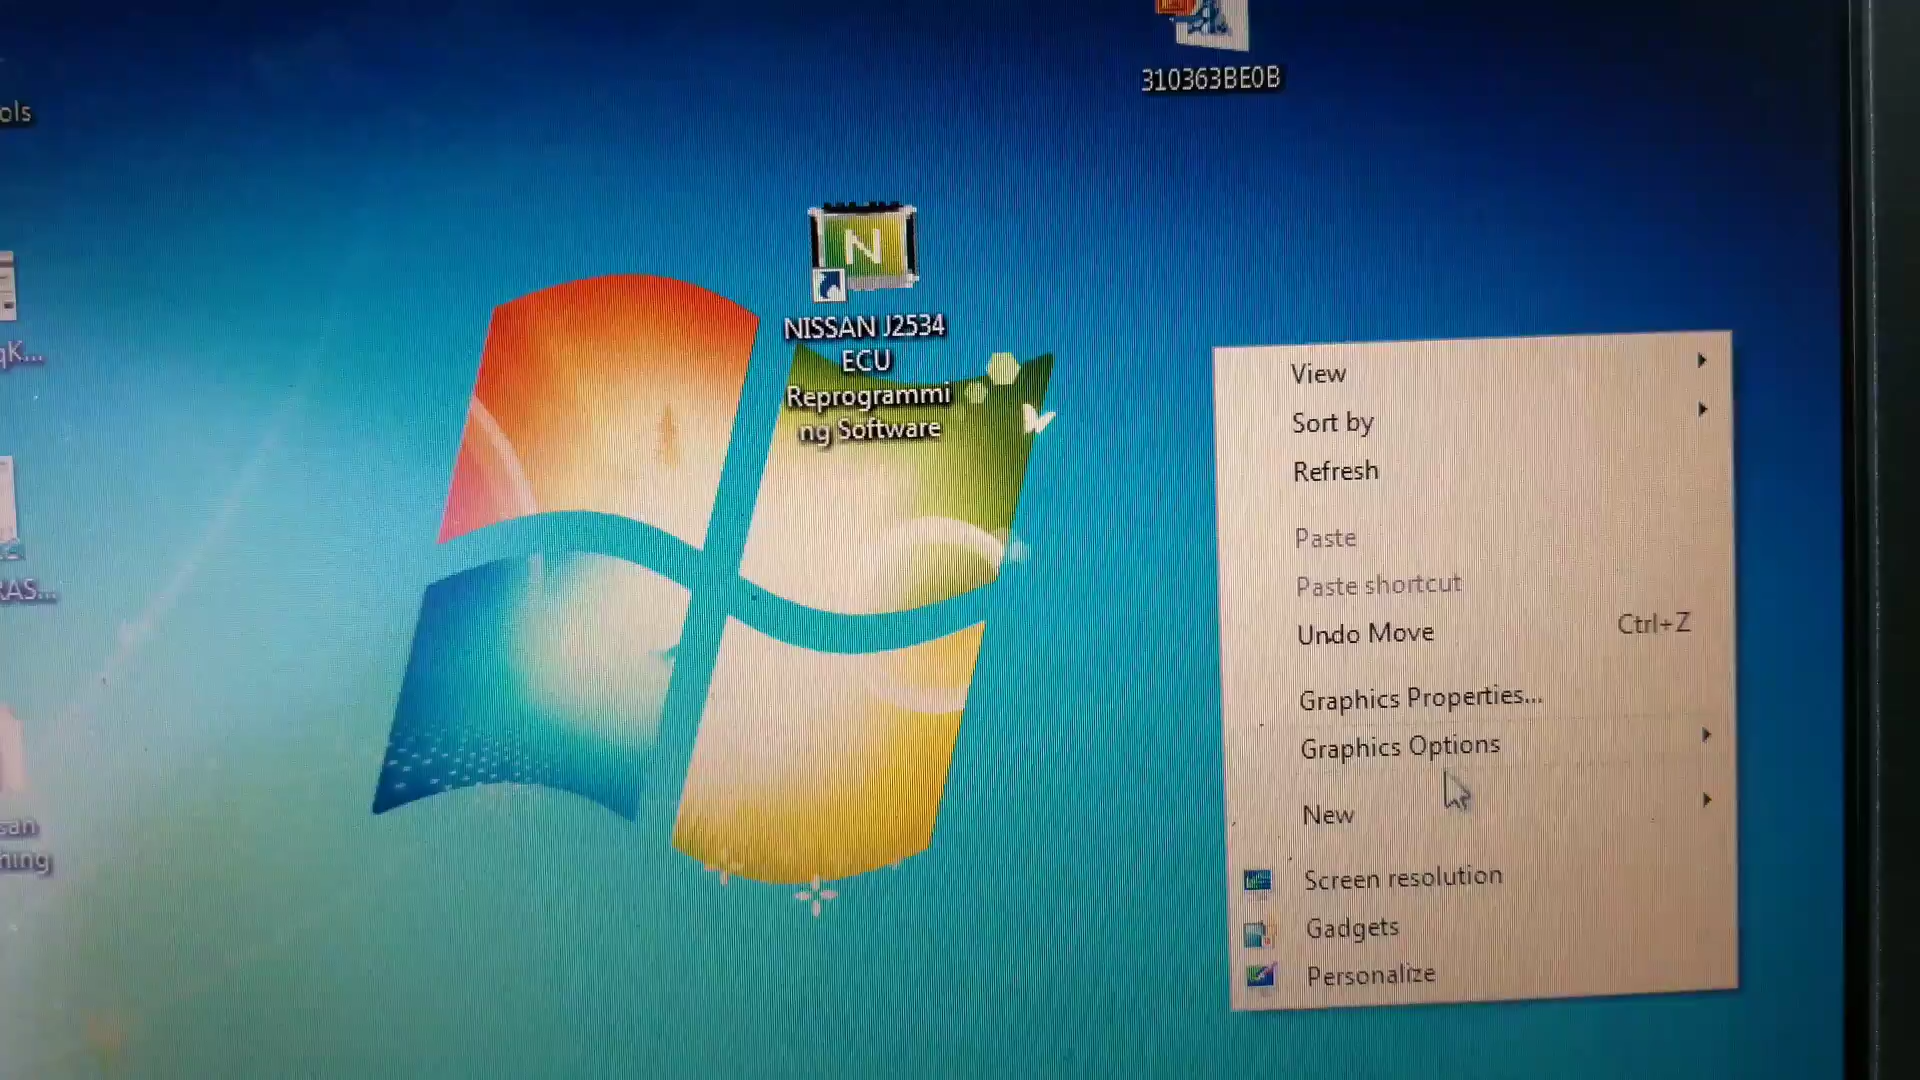 310363BE0B
ols
N
NISSAN J2534
ECU
Reprogrammi
ng Software
qK...
RAS...
san
hing
View
Sort by
Refresh
Paste
Paste shortcut
Undo Move Ctrl+Z
Graphics Properties...
Graphics Options
New
Screen resolution
Gadgets
Personalize